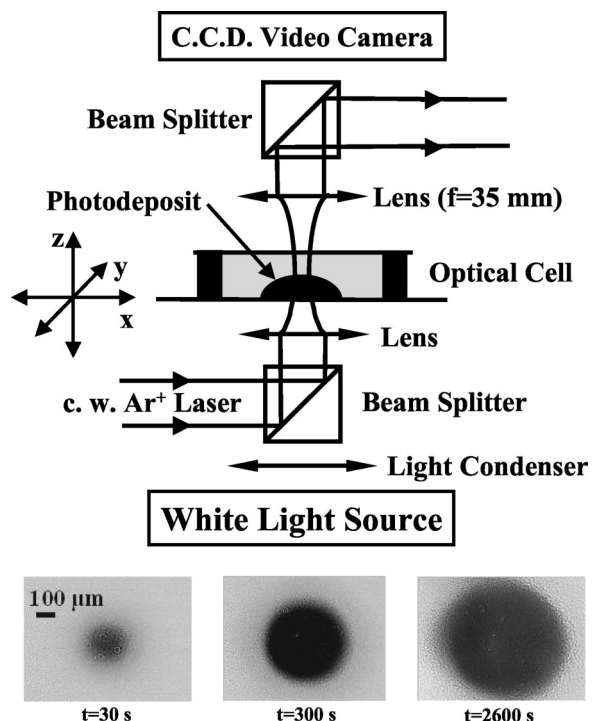 C.C.D. Video Camera
Beam Splitter
Photodeposit
Lens (f=35 mm)
z
y
x
Optical Cell
Lens
c. w. Ar⁺ Laser
Beam Splitter
Light Condenser
White Light Source
100 µm
t=30 s
t=300 s
t=2600 s